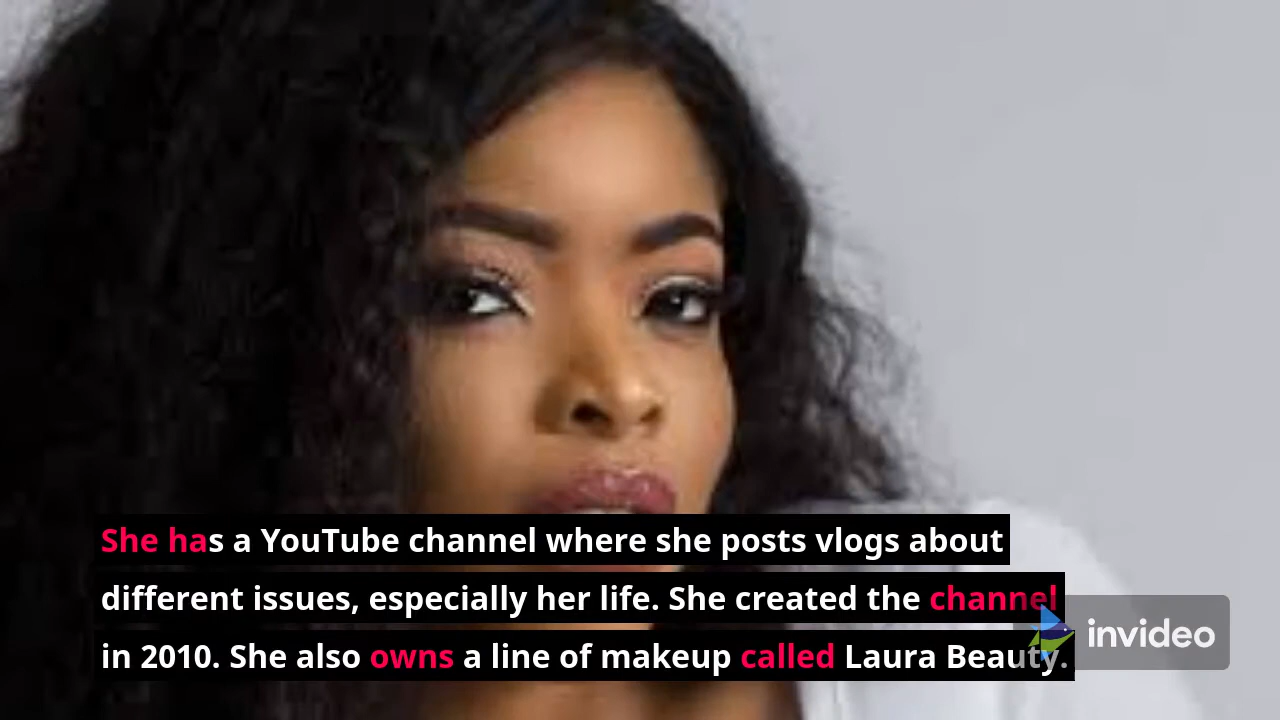 She has a YouTube channel where she posts vlogs about
different issues, especially her life. She created the channel
in 2010. She also owns a line of makeup called Laura Beauty.
invideo